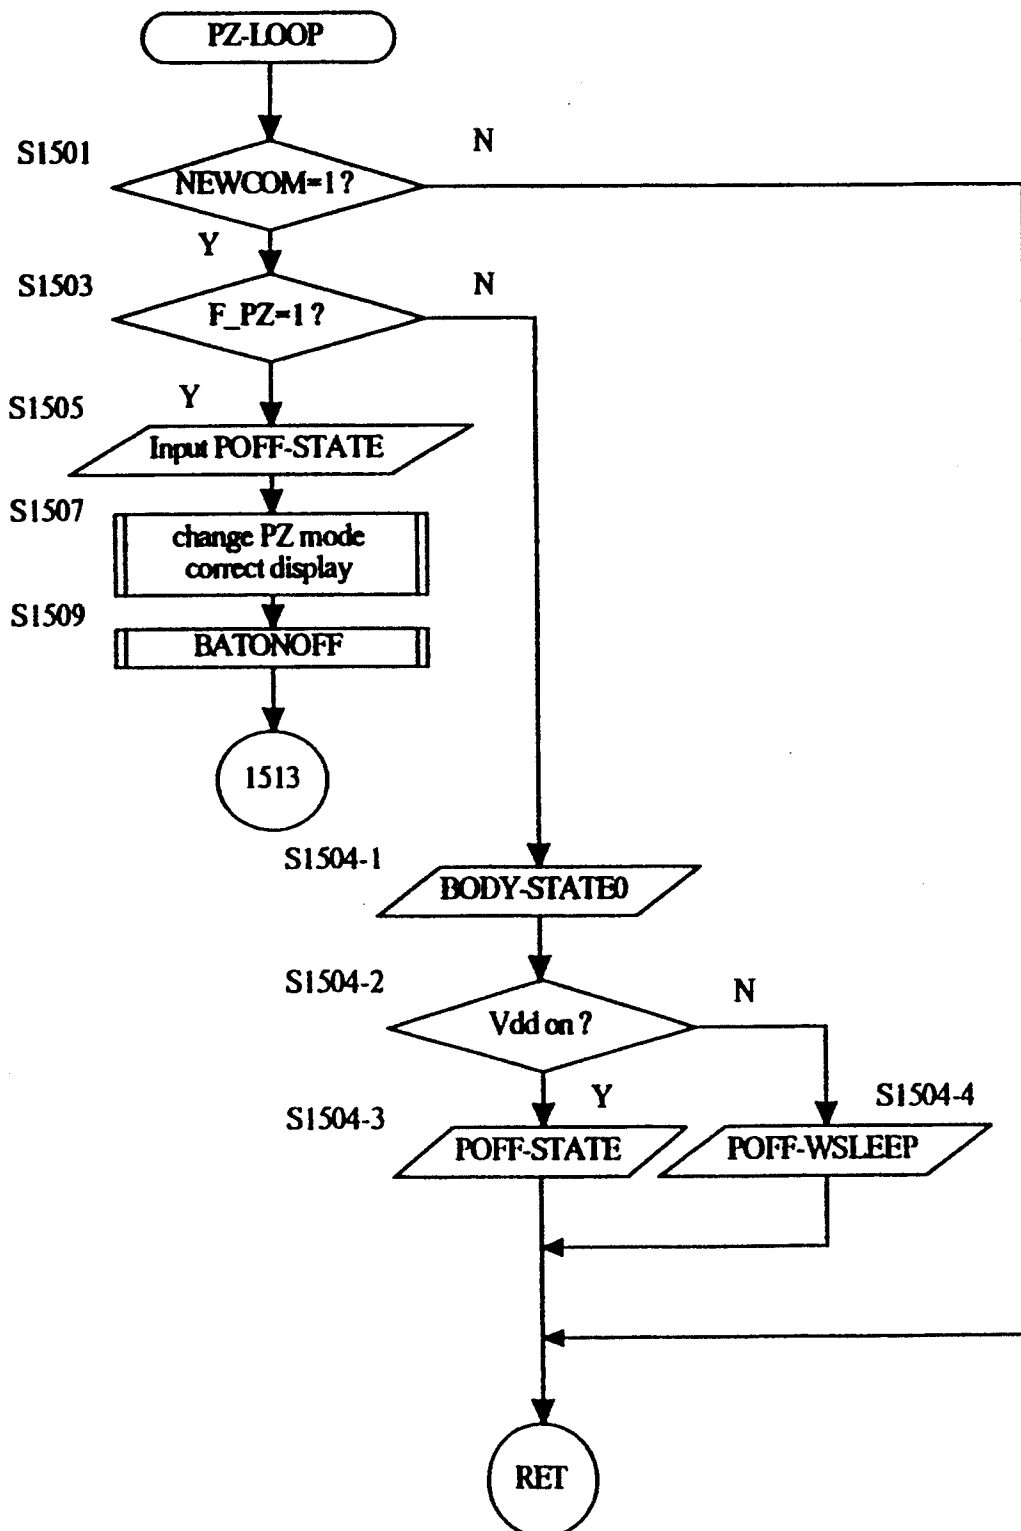 PZ-LOOP
N
S1501
NEWCOM=1?
Y
S1503
N
F_PZ=1?
Y
S1505
Input POFF-STATE
S1507
change PZ mode
correct display
S1509
BATONOFF
1513
S1504-1
BODY-STATE0
S1504-2
N
Vdd on?
Y
S1504-4
S1504-3
POFF-STATE
POFF-WSLEEP
RET